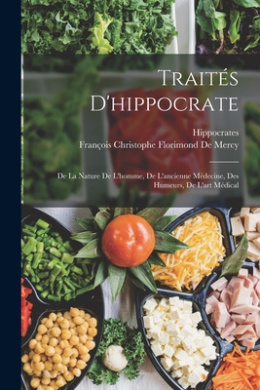 Traités
D'hippocrate
De La Nature De L'homme, De L'ancienne Médecine, Des
Humeurs, De L'art Médical
Hippocrates
François Christophe Florimond De Mercy